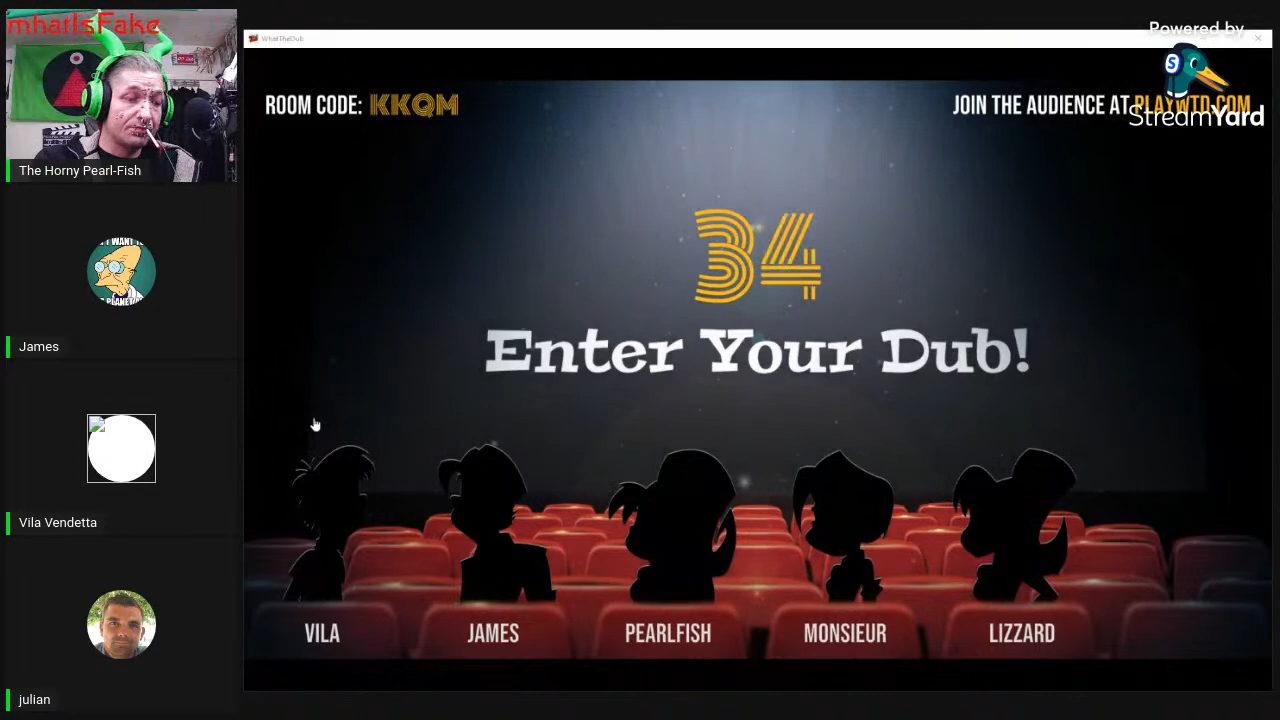 mhatIsFake
The Horny Pearl-Fish
James
Vila Vendetta
julian
WhatTheDub
ROOM CODE: KKQM
JOIN THE AUDIENCE AT PLAYWTD.COM
Powered by
StreamYard
34
Enter Your Dub!
VILA
JAMES
PEARLFISH
MONSIEUR
LIZZARD